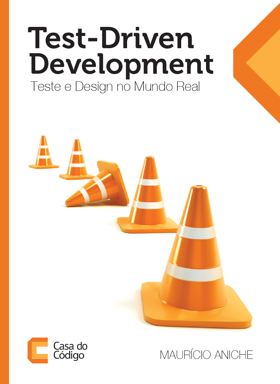 Test-Driven
Development
Teste e Design no Mundo Real
Casa do
Código
MAURÍCIO ANICHE